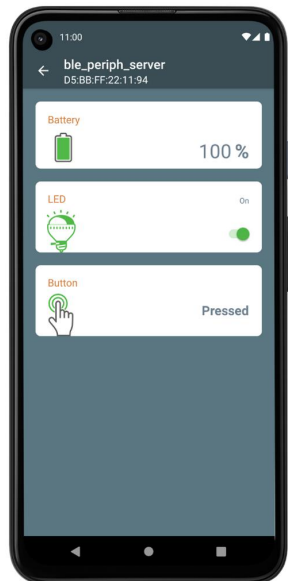 11:00
ble_periph_server
D5:BB:FF:22:11:94
Battery
100 %
LED
On
Button
Pressed